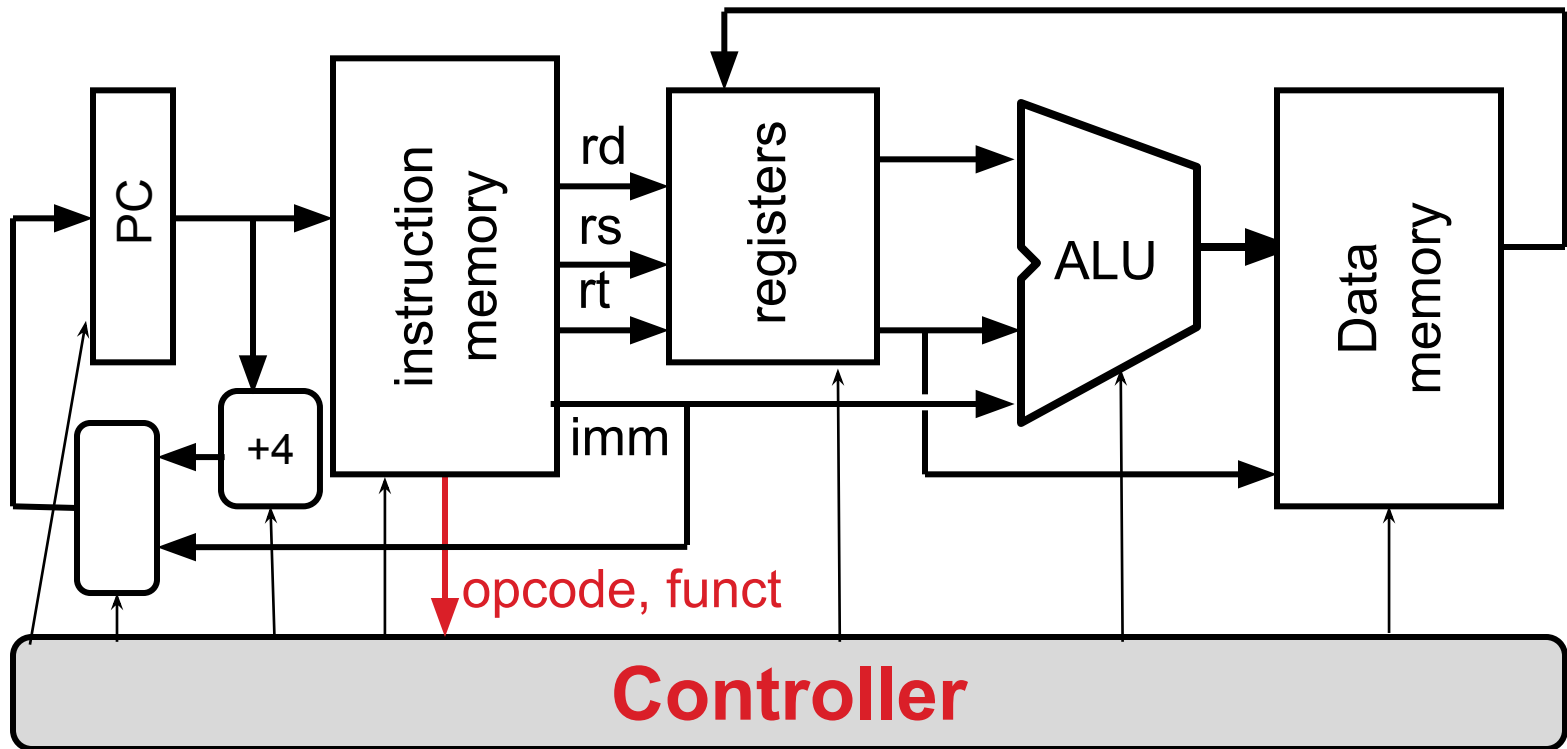 PC
+4
instruction
memory
rd
rs
rt
imm
opcode, funct
registers
ALU
Data
memory
Controller